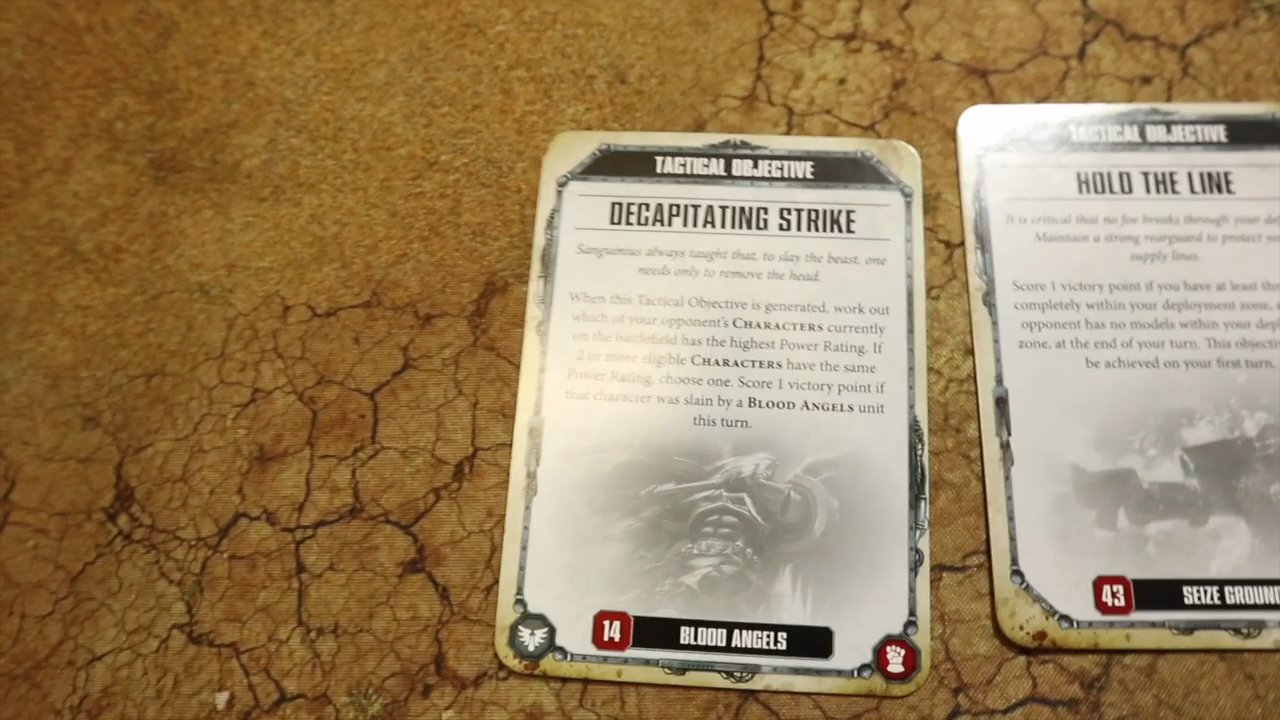 TACTICAL OBJECTIVE
DECAPITATING STRIKE
Sanguinius always taught that, to slay the beast, one
needs only to remove the head.
When this Tactical Objective is generated, work out
which of your opponent's CHARACTERS currently
on the battlefield has the highest Power Rating. If
2 or more eligible CHARACTERS have the same
Power Rating, choose one. Score 1 victory point if
that character was slain by a BLOOD ANGELS unit
this turn.
14
BLOOD ANGELS
TACTICAL OBJECTIVE
HOLD THE LINE
It is critical that no foe breaks through your
Maintain a strong rearguard to protect
supply lines.
Score 1 victory point if you have at least
completely within your deployment zone,
opponent has no models within your
zone, at the end of your turn. This
be achieved on your first turn.
43
SEIZE GROUND